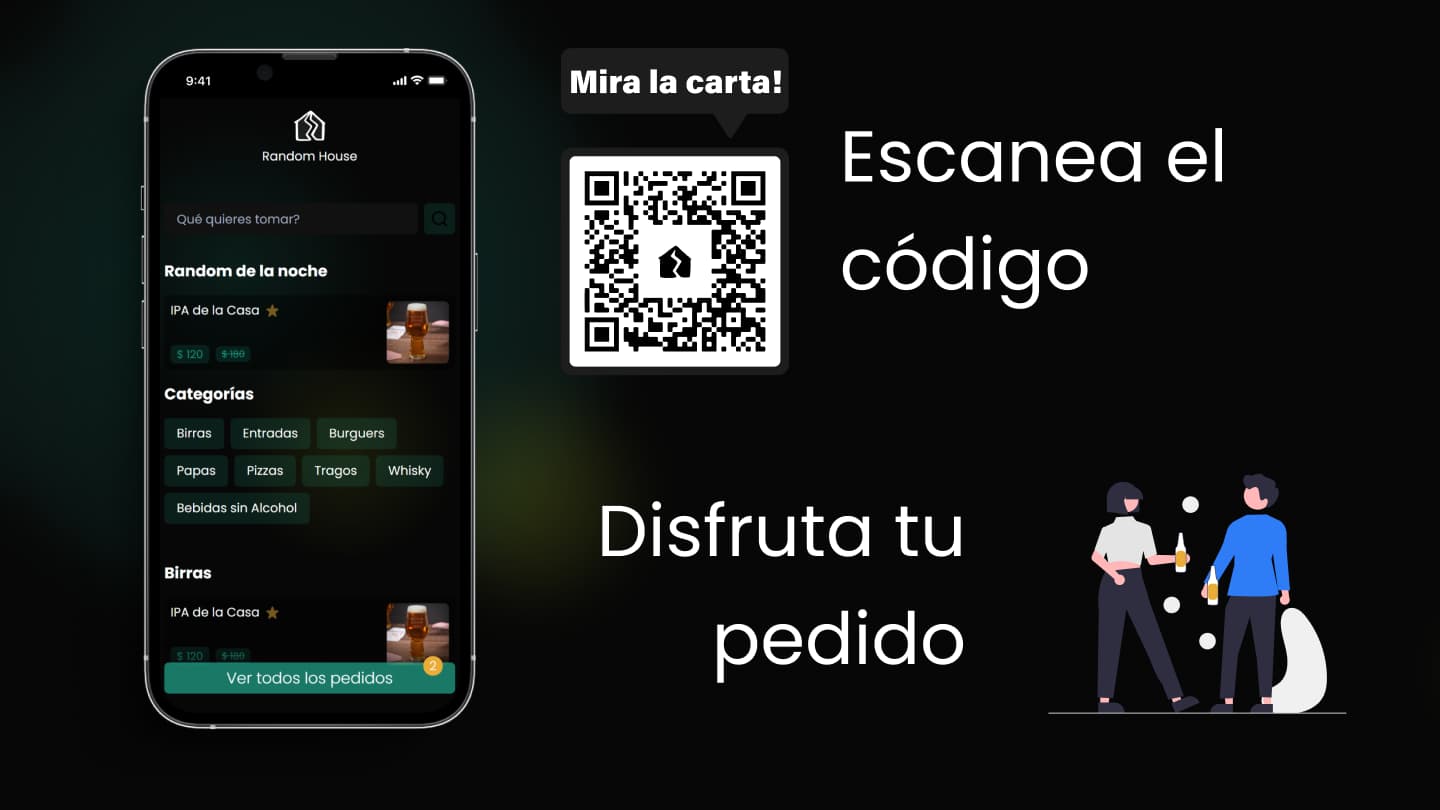 9:41
Random House
Qué quieres tomar?
Random de la noche
IPA de la Casa
$ 120 $ 180
Categorías
Birras Entradas Burguers
Papas Pizzas Tragos Whisky
Bebidas sin Alcohol
Birras
IPA de la Casa
$ 120 $ 180
2
Ver todos los pedidos
Mira la carta!
Escanea el
código
Disfruta tu
pedido